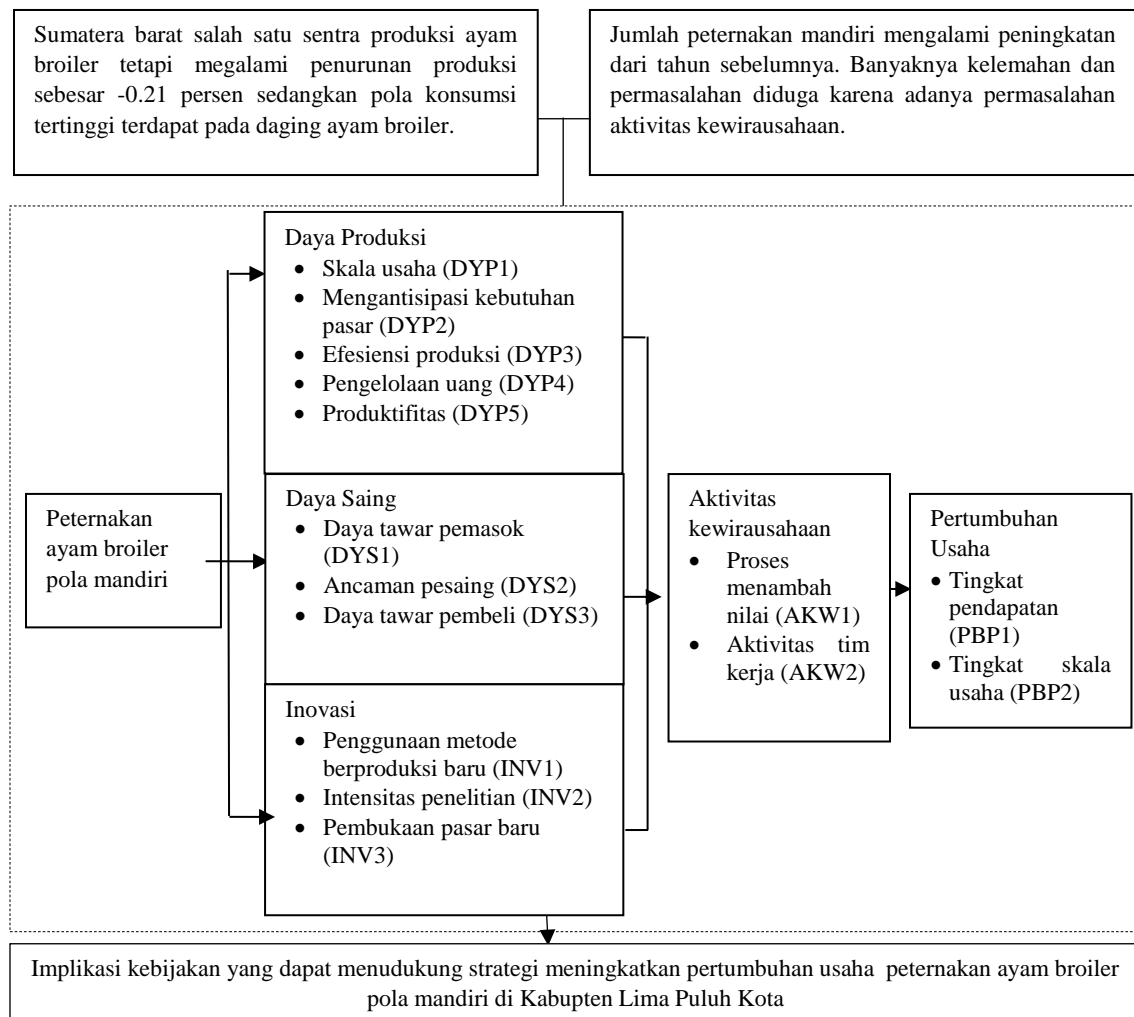 Sumatera barat salah satu sentra produksi ayam
broiler tetapi megalami penurunan produksi
sebesar -0.21 persen sedangkan pola konsumsi
tertinggi terdapat pada daging ayam broiler.
Jumlah peternakan mandiri mengalami peningkatan
dari tahun sebelumnya. Banyaknya kelemahan dan
permasalahan diduga karena adanya permasalahan
aktivitas kewirausahaan.
Peternakan
ayam broiler
pola mandiri
Daya Produksi
• Skala usaha (DYP1)
• Mengantisipasi kebutuhan
pasar (DYP2)
• Efesiensi produksi (DYP3)
• Pengelolaan uang (DYP4)
• Produktifitas (DYP5)
Daya Saing
• Daya tawar pemasok
(DYS1)
• Ancaman pesaing (DYS2)
• Daya tawar pembeli (DYS3)
Inovasi
• Penggunaan metode
berproduksi baru (INV1)
• Intensitas penelitian (INV2)
• Pembukaan pasar baru
(INV3)
Aktivitas
kewirausahaan
• Proses
menambah
nilai (AKW1)
• Aktivitas tim
kerja (AKW2)
Pertumbuhan
Usaha
• Tingkat
pendapatan
(PBP1)
• Tingkat skala
usaha (PBP2)
Implikasi kebijakan yang dapat menudukung strategi meningkatkan pertumbuhan usaha peternakan ayam broiler
pola mandiri di Kabupten Lima Puluh Kota